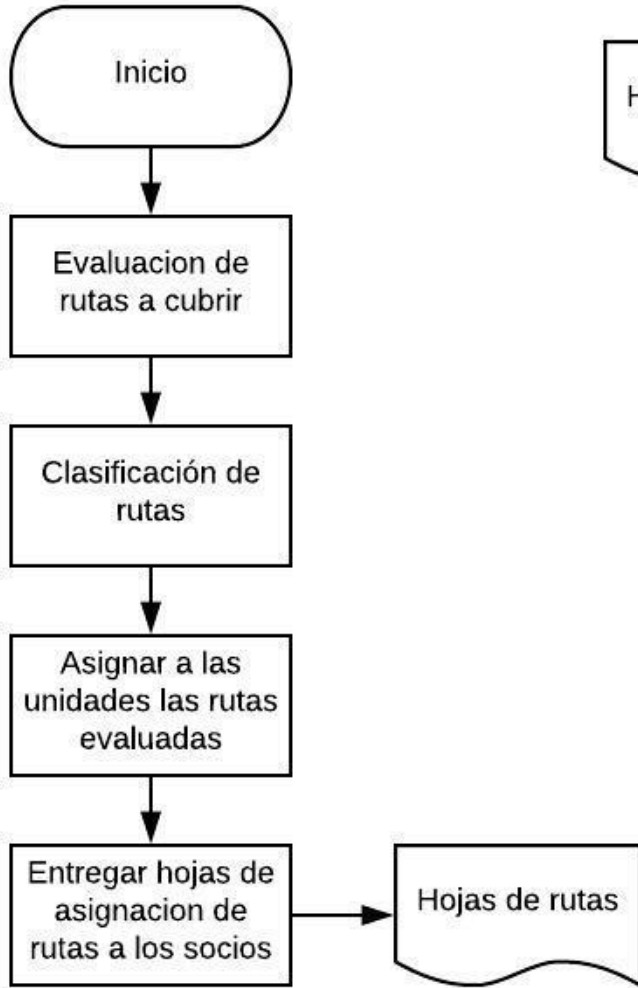 Inicio
H
Evaluacion de
rutas a cubrir
Clasificación de
rutas
Asignar a las
unidades las rutas
evaluadas
Entregar hojas de
asignacion de
rutas a los socios
Hojas de rutas